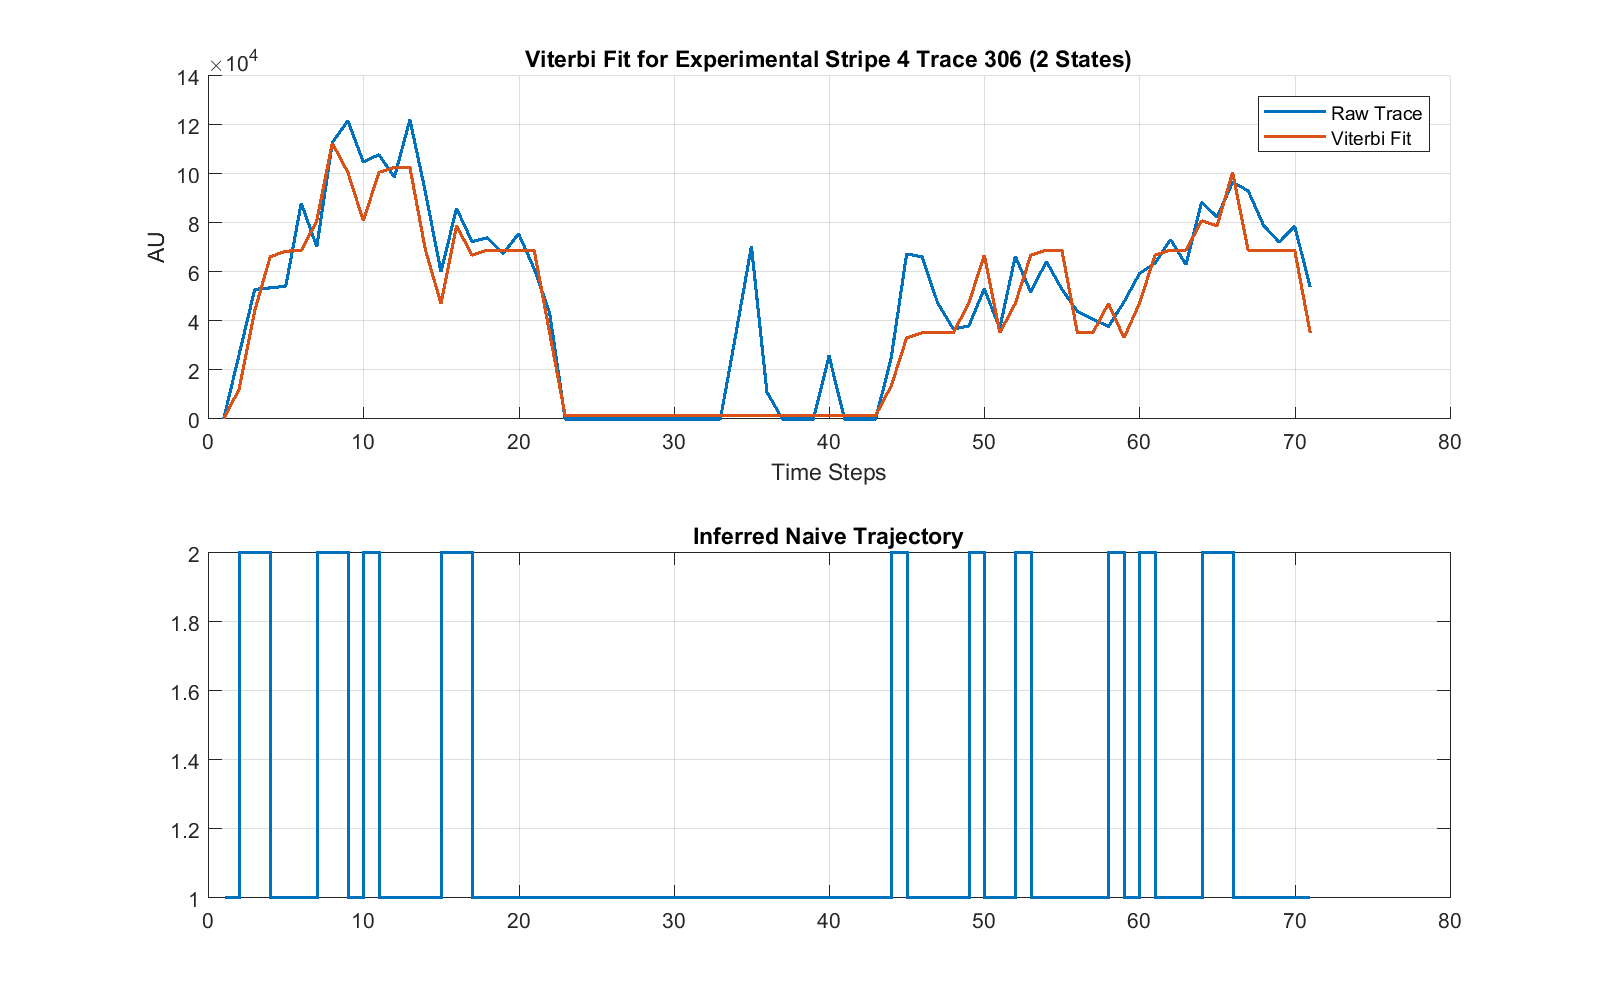 Viterbi Fit for Experimental Stripe 4 Trace 306 (2 States)
×10⁴
14
12
10
8
6
4
2
0
AU
Raw Trace
Viterbi Fit
0 10 20 30 40 50 60 70 80
Time Steps
Inferred Naive Trajectory
2
1.8
1.6
1.4
1.2
1
0 10 20 30 40 50 60 70 80